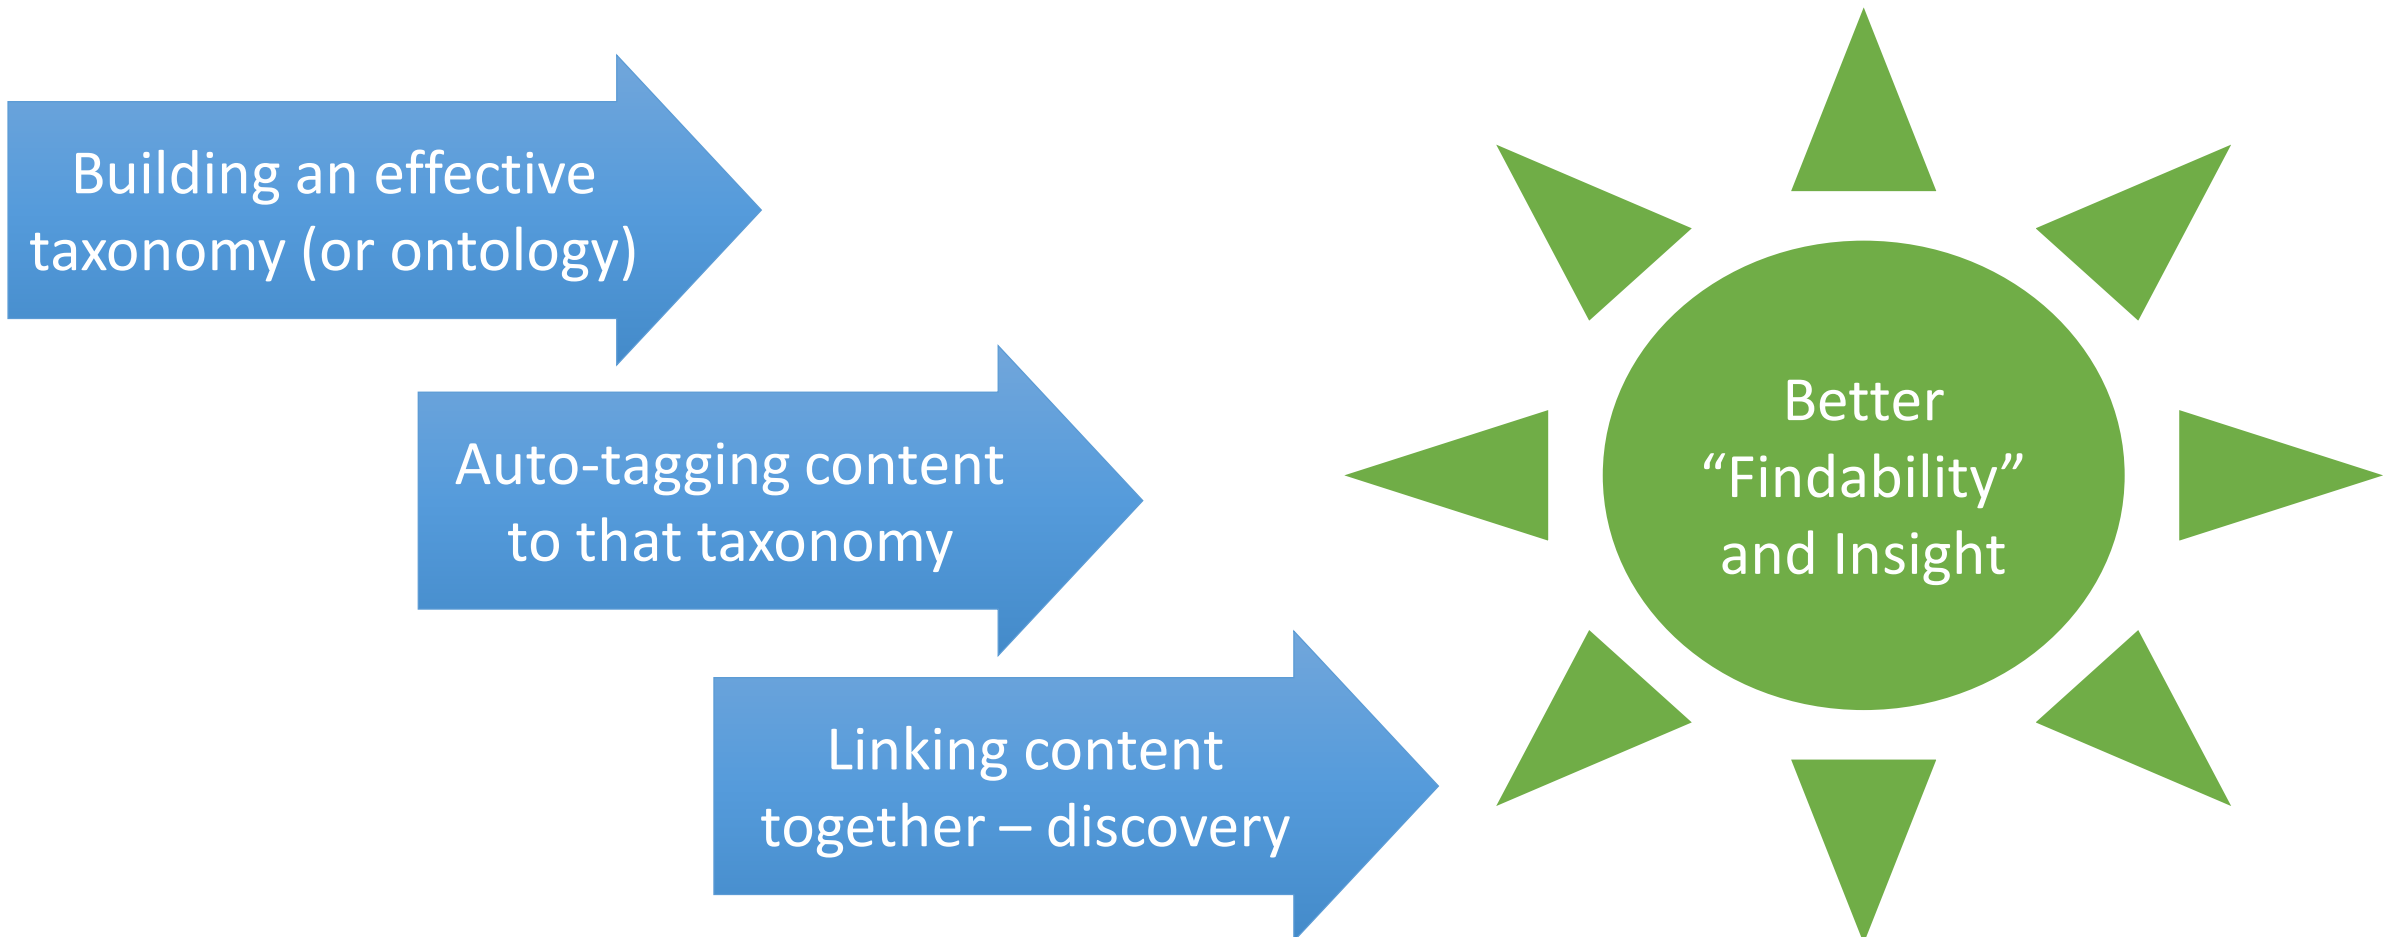 Building an effective
taxonomy (or ontology)
Auto-tagging content
to that taxonomy
Linking content
together – discovery
Better
“Findability”
and Insight